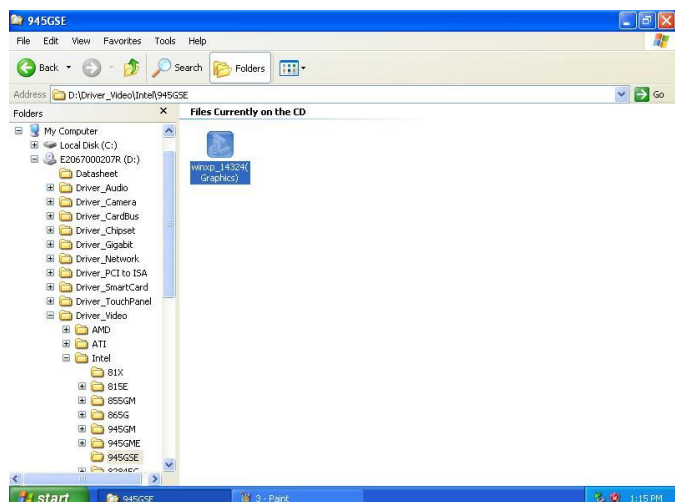 945GSE
File Edit View Favorites Tools Help
Back Search Folders
Address D:\Driver_Video\Intel\945GSE Go
Folders
Files Currently on the CD
My Computer
Local Disk (C:)
E2067000207R (D:)
Datasheet
Driver_Audio
Driver_Camera
Driver_CardBus
Driver_Chipset
Driver_Gigabit
Driver_Network
Driver_PCI to ISA
Driver_SmartCard
Driver_TouchPanel
Driver_Video
AMD
ATI
Intel
81X
815E
855GM
865G
945GM
945GME
945GSE
winxp_14324(
Graphics)
start 945GSE 3 - Paint 1:15 PM